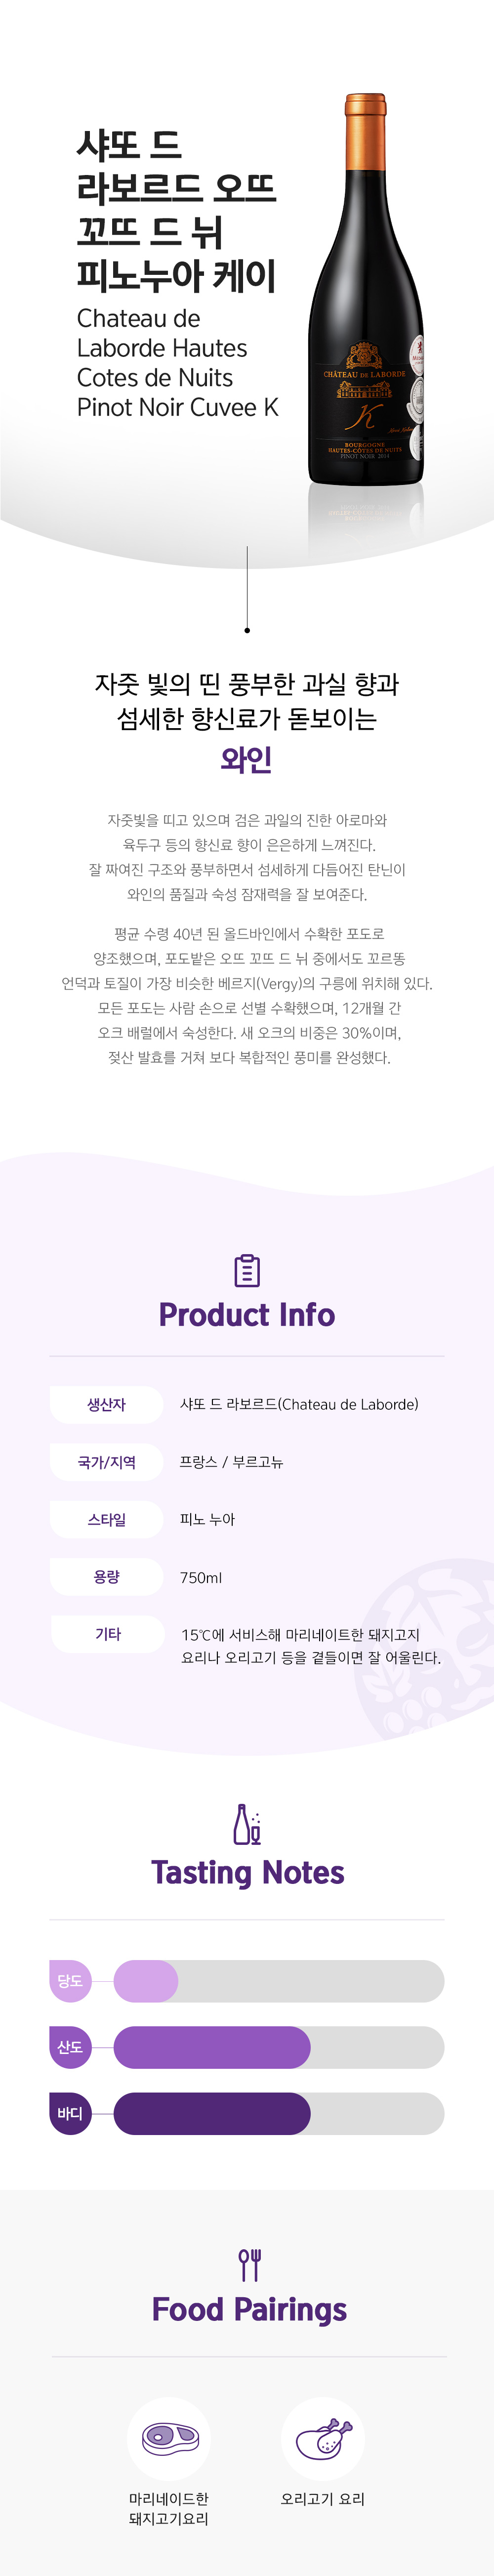 샤또 드
라보르드 오뜨
꼬뜨 드 뉘
피노누아 케이
Chateau de
Laborde Hautes
Cotes de Nuits
Pinot Noir Cuvee K
CHÂTEAU DE LABORDE
K
BOURGOGNE
HAUTES-CÔTES DE NUITS
PINOT NOIR 2014
자줏 빛의 띤 풍부한 과실 향과
섬세한 향신료가 돋보이는
와인
자줏빛을 띠고 있으며 검은 과일의 진한 아로마와
육두구 등의 향신료 향이 은은하게 느껴진다.
잘 짜여진 구조와 풍부하면서 섬세하게 다듬어진 탄닌이
와인의 품질과 숙성 잠재력을 잘 보여준다.
평균 수령 40년 된 올드바인에서 수확한 포도로
양조했으며, 포도밭은 오뜨 꼬뜨 드 뉘 중에서도 꼬르똥
언덕과 토질이 가장 비슷한 베르지(Vergy)의 구릉에 위치해 있다.
모든 포도는 사람 손으로 선별 수확했으며, 12개월 간
오크 배럴에서 숙성한다. 새 오크의 비중은 30%이며,
젖산 발효를 거쳐 보다 복합적인 풍미를 완성했다.
Product Info
생산자 샤또 드 라보르드(Chateau de Laborde)
국가/지역 프랑스 / 부르고뉴
스타일 피노 누아
용량 750ml
기타 15℃에 서비스해 마리네이트한 돼지고지
요리나 오리고기 등을 곁들이면 잘 어울린다.
Tasting Notes
당도
산도
바디
Food Pairings
마리네이드한
돼지고기요리
오리고기 요리